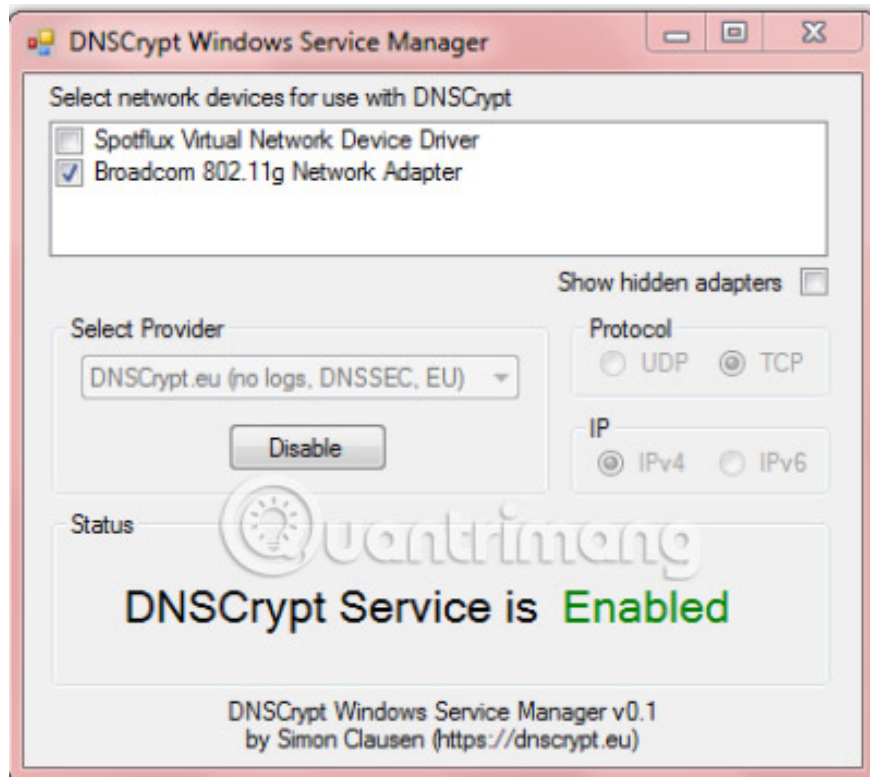 DNSCrypt Windows Service Manager
Select network devices for use with DNSCrypt
Spotflux Virtual Network Device Driver
Broadcom 802.11g Network Adapter
Show hidden adapters
Select Provider
DNSCrypt.eu (no logs, DNSSEC, EU)
Disable
Protocol
UDP TCP
IP
IPv4 IPv6
Quantrimang
Status
DNSCrypt Service is Enabled
DNSCrypt Windows Service Manager v0.1
by Simon Clausen (https://dnscrypt.eu)